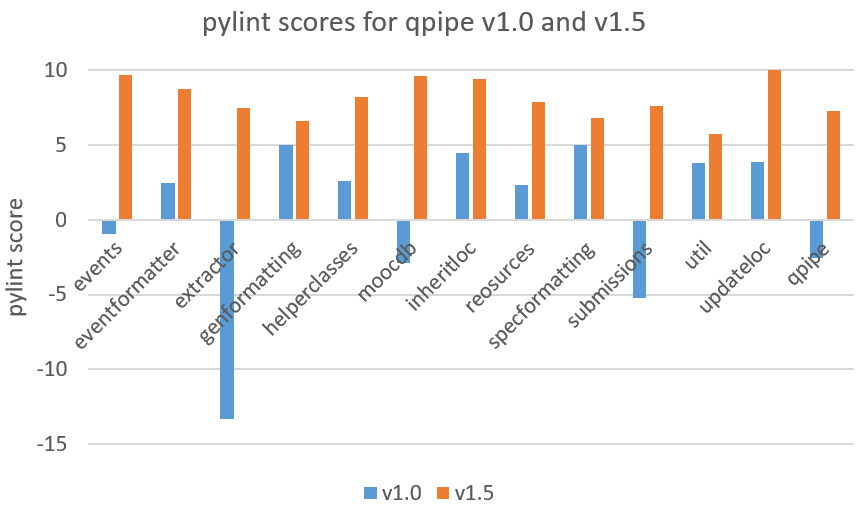 pylint scores for qpipe v1.0 and v1.5
10
5
0
-5
-10
-15
pylint score
events
eventformatter
extractor
genformatting
helperclasses
moocdb
inheritloc
reosurces
specformatting
submissions
util
updateloc
qpipe
v1.0
v1.5